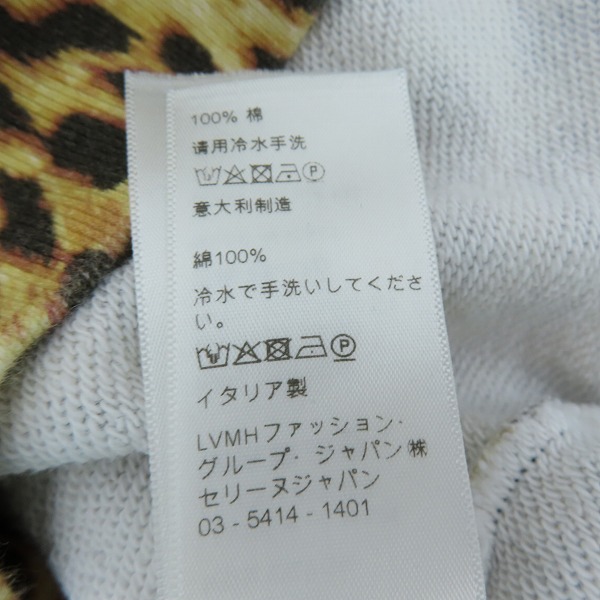 100% 棉
请用冷水手洗
P
意大利制造
綿100%
冷水で手洗いしてくださ
い。
P
イタリア製
LVMHファッション・
グループ・ジャパン㈱
セリーヌジャパン
03 - 5414 - 1401